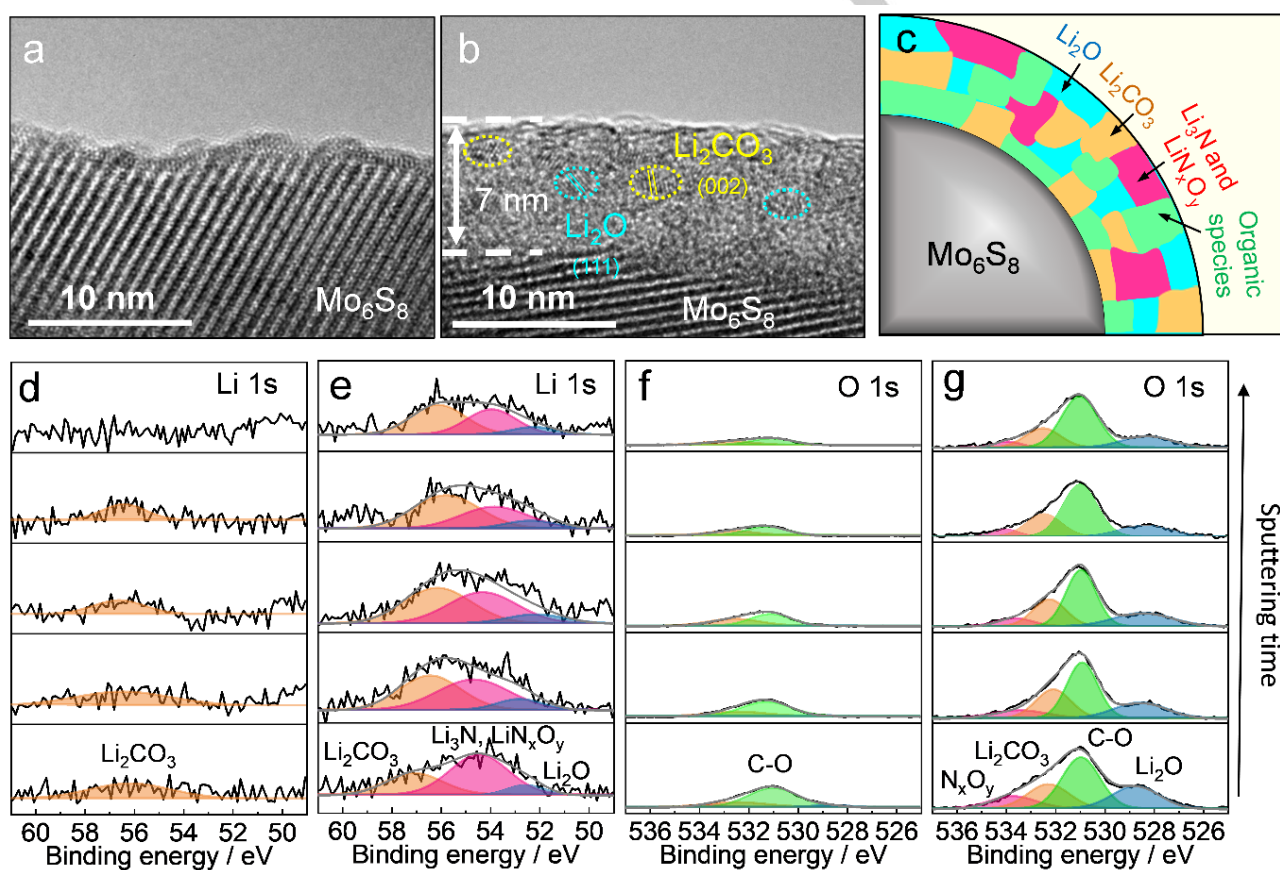 a
10 nm
Mo₆S₈
b
7 nm
Li₂CO₃
(002)
Li₂O
(111)
10 nm
Mo₆S₈
c
Li₂O
Li₂CO₃
Li₃N and
LiNₓOᵧ
Organic
species
Mo₆S₈
d
Li 1s
Li₂CO₃
60 58 56 54 52 50
Binding energy / eV
e
Li 1s
Li₂CO₃
Li₃N, LiNₓOᵧ
Li₂O
60 58 56 54 52 50
Binding energy / eV
f
O 1s
C-O
536 534 532 530 528 526
Binding energy / eV
g
O 1s
NₓOᵧ
Li₂CO₃
C-O
Li₂O
536 534 532 530 528 526
Binding energy / eV
Sputtering time